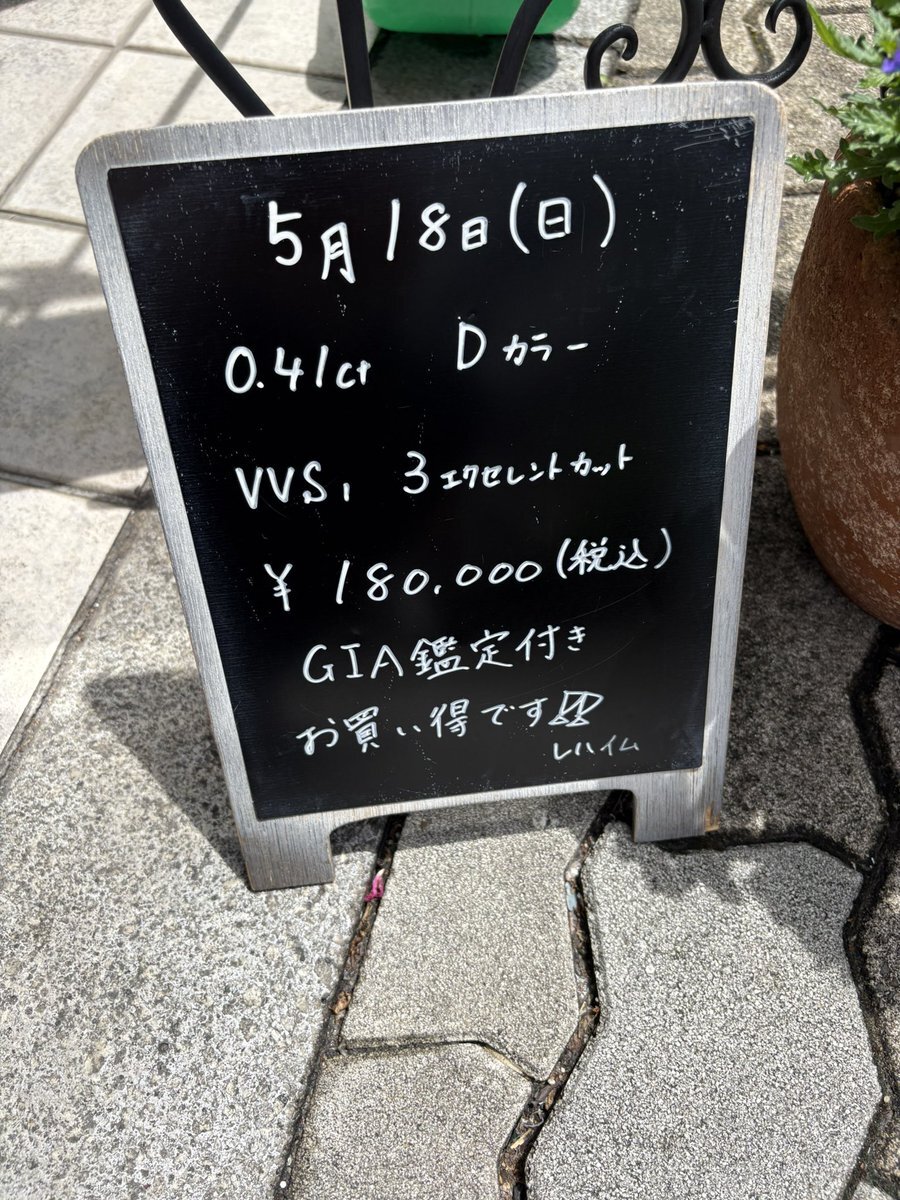 5月18日(日)
0.41ct Dカラー
VVS1 3エクセレントカット
¥180.000(税込)
GIA鑑定付き
お買い得です
レハイム